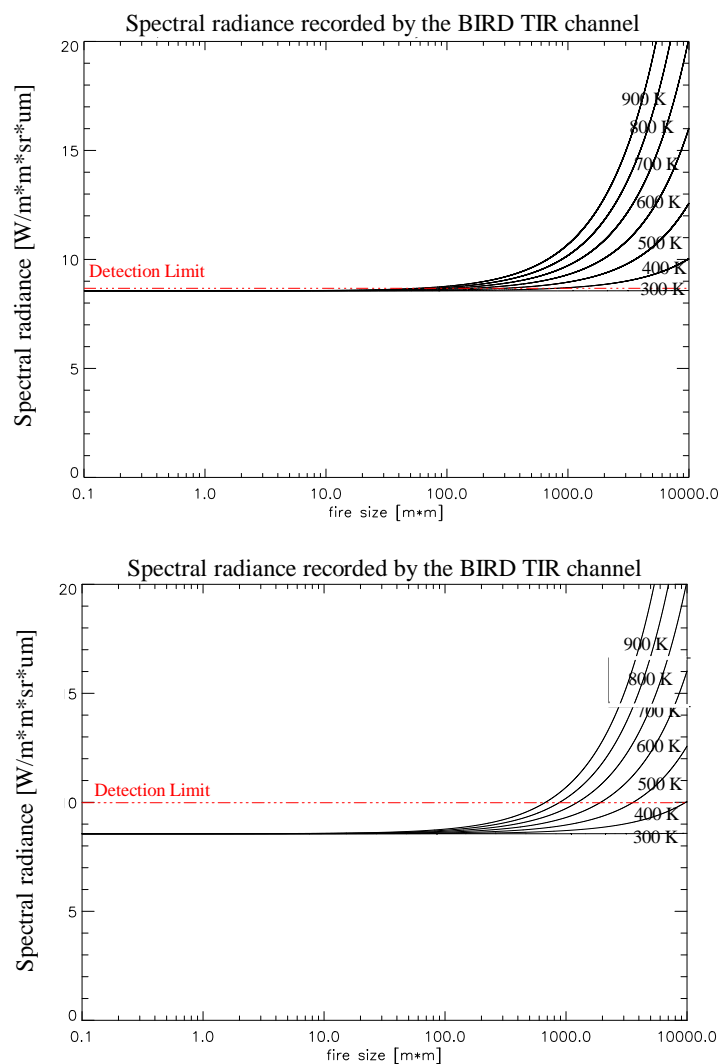 Spectral radiance recorded by the BIRD TIR channel
Spectral radiance [W/m*m*sr*um]
20
15
10
5
0
900 K
800 K
700 K
600 K
500 K
400 K
300 K
Detection Limit
0.1
1.0
10.0
100.0
1000.0
10000.0
fire size [m*m]
Spectral radiance recorded by the BIRD TIR channel
Spectral radiance [W/m*m*sr*um]
20
5
0
5
0
900 K
800 K
700 K
600 K
500 K
400 K
300 K
Detection Limit
0.1
1.0
10.0
100.0
1000.0
10000.0
fire size [m*m]